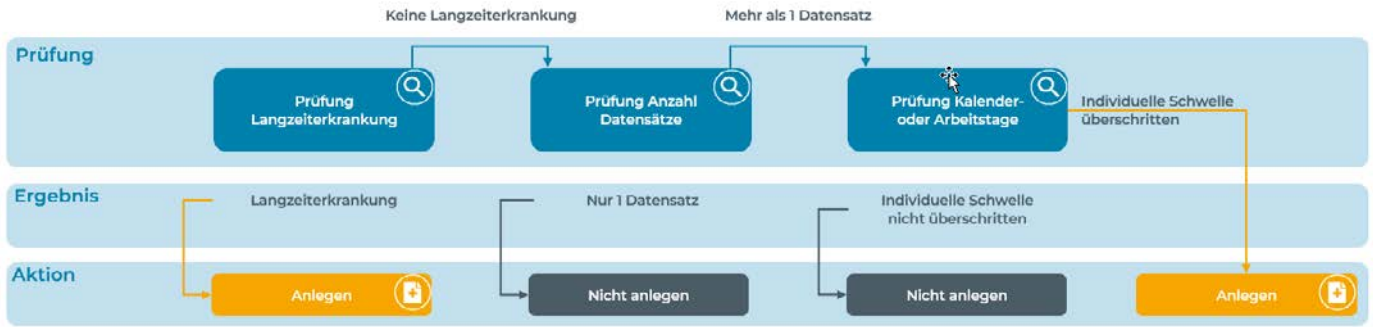 Keine Langzeiterkrankung
Mehr als 1 Datensatz
Prüfung
Prüfung
Langzeiterkrankung
Prüfung Anzahl
Datensätze
Prüfung Kalender-
oder Arbeitstage
Individuelle Schwelle
überschritten
Ergebnis
Langzeiterkrankung
Nur 1 Datensatz
Individuelle Schwelle
nicht überschritten
Aktion
Anlegen
Nicht anlegen
Nicht anlegen
Anlegen